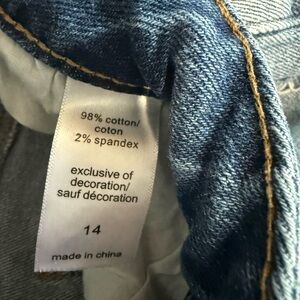 98% cotton/
coton
2% spandex
exclusive of
decoration/
sauf décoration
14
made in china